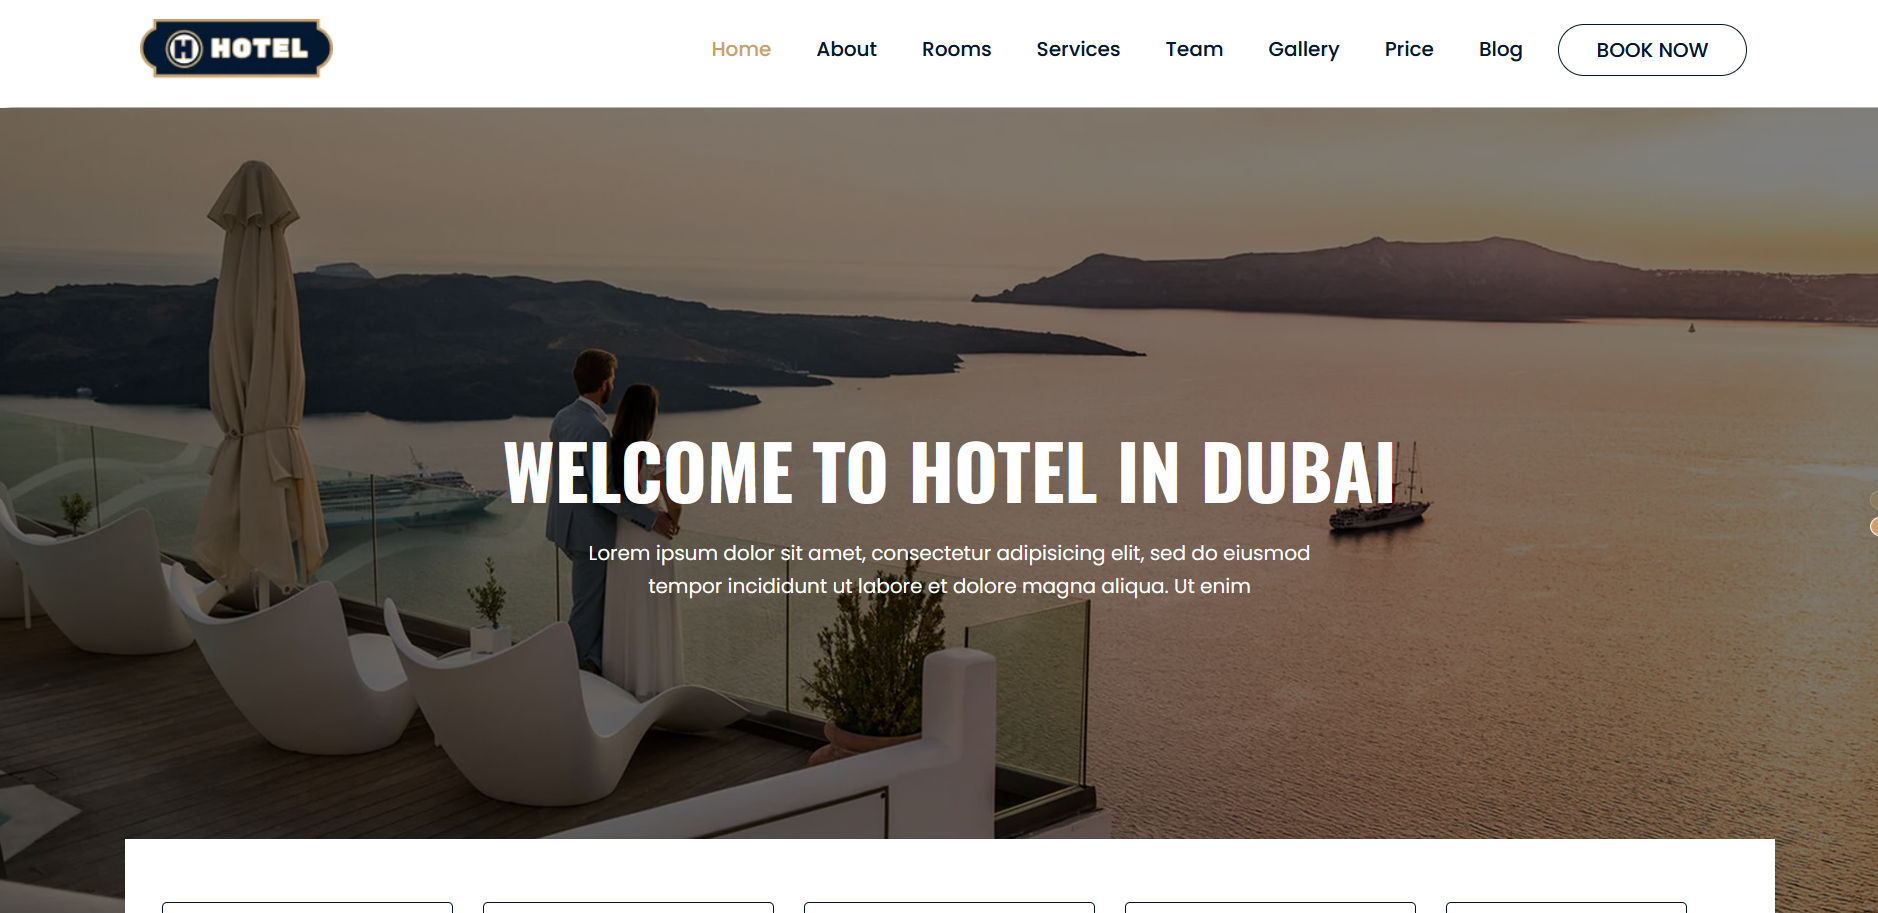 H HOTEL
Home About Rooms Services Team Gallery Price Blog BOOK NOW
WELCOME TO HOTEL IN DUBAI
Lorem ipsum dolor sit amet, consectetur adipisicing elit, sed do eiusmod
tempor incididunt ut labore et dolore magna aliqua. Ut enim